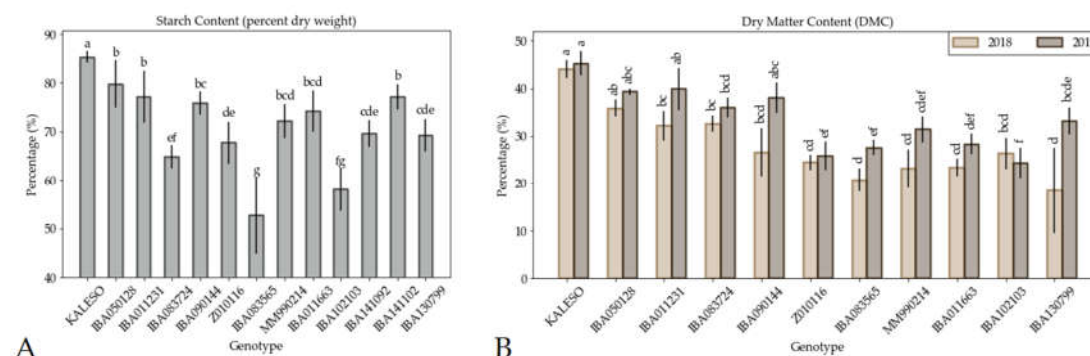 Starch Content (percent dry weight)
90
80
70
60
50
40
Percentage (%)
a
b
b
ef
bc
de
g
bcd
bcd
fg
cde
b
cde
KALESO
IBA050128
IBA011231
IBA083724
IBA090144
Z010116
IBA083565
MM990214
IBA011663
IBA102103
IBA141092
IBA141102
IBA130799
Genotype
A
Dry Matter Content (DMC)
2018
201
50
40
30
20
10
0
Percentage (%)
a
a
ab
abc
bc
ab
bc
bcd
bcd
abc
cd
ef
d
ef
cd
cdef
cd
def
bcd
f
d
bcde
KALESO
IBA050128
IBA011231
IBA083724
IBA090144
Z010116
IBA083565
MM990214
IBA011663
IBA102103
IBA130799
Genotype
B